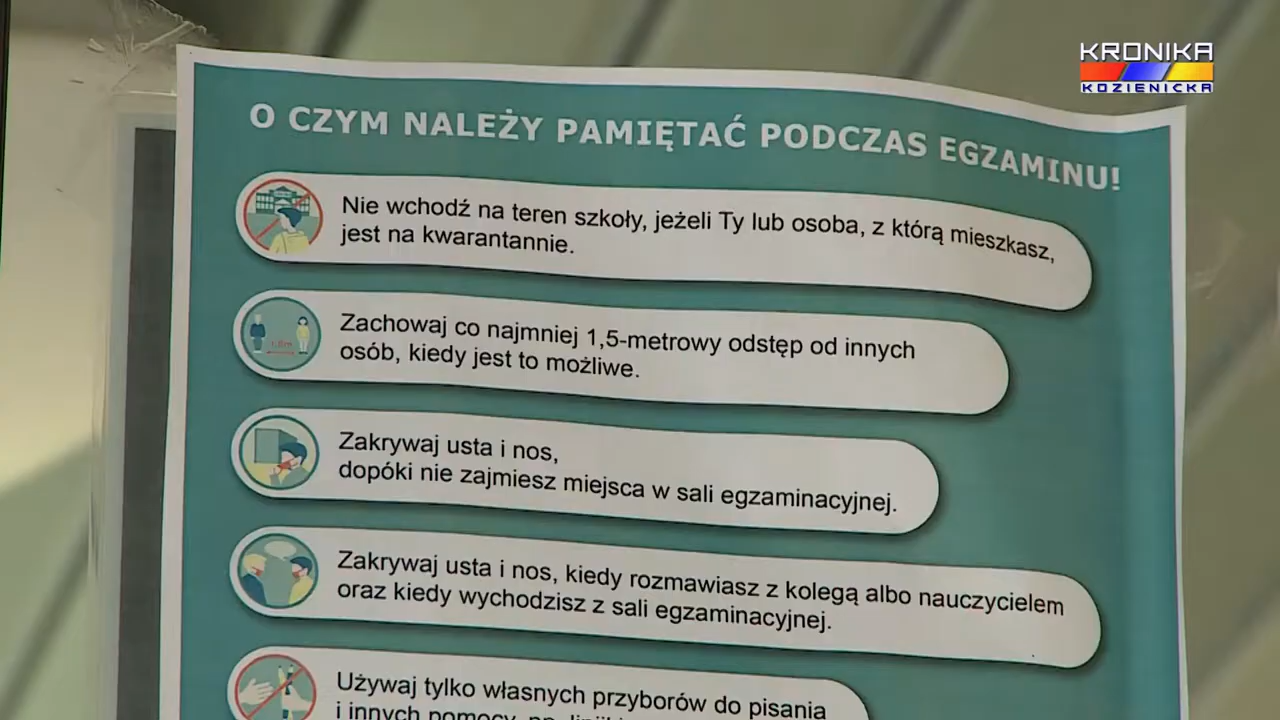 KRONIKA
KOZIENICKA
O CZYM NALEŻY PAMIĘTAĆ PODCZAS EGZAMINU!
Nie wchodź na teren szkoły, jeżeli Ty lub osoba, z którą mieszkasz,
jest na kwarantannie.
Zachowaj co najmniej 1,5-metrowy odstęp od innych
osób, kiedy jest to możliwe.
Zakrywaj usta i nos,
dopóki nie zajmiesz miejsca w sali egzaminacyjnej.
Zakrywaj usta i nos, kiedy rozmawiasz z kolegą albo nauczycielem
oraz kiedy wychodzisz z sali egzaminacyjnej.
Używaj tylko własnych przyborów do pisania
i innych pomocy, np.